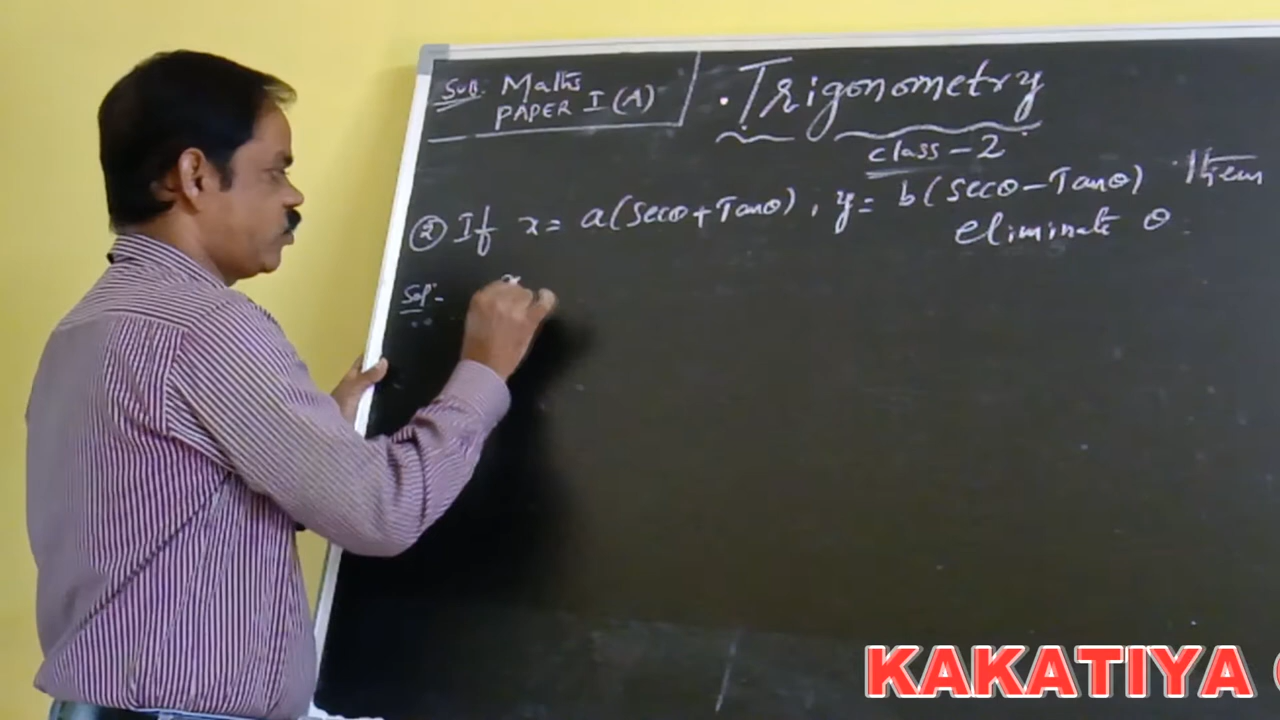 Sub: Maths
PAPER I (A)
Trigonometry
class - 2
② If x = a(Secθ + Tanθ), y = b(Secθ - Tanθ) then
eliminate θ.
Sol:-
x
KAKATIYA